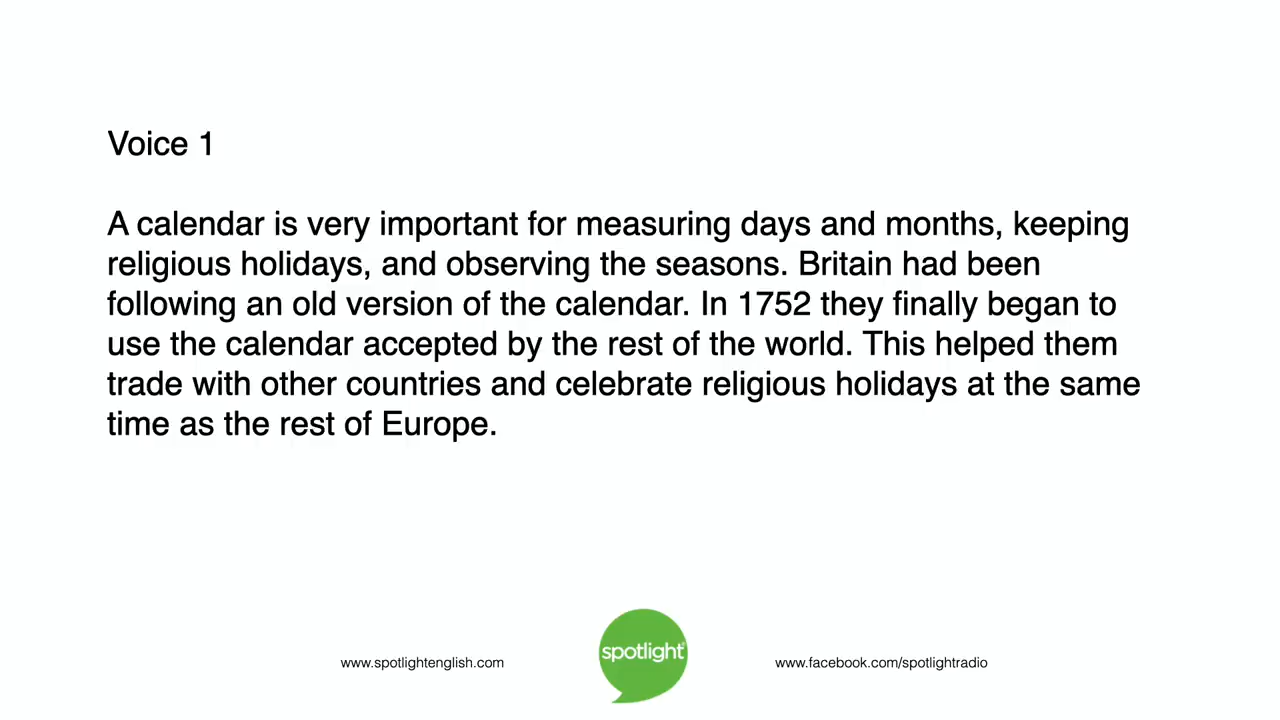 Voice 1
A calendar is very important for measuring days and months, keeping
religious holidays, and observing the seasons. Britain had been
following an old version of the calendar. In 1752 they finally began to
use the calendar accepted by the rest of the world. This helped them
trade with other countries and celebrate religious holidays at the same
time as the rest of Europe.
www.spotlightenglish.com
spotlight
www.facebook.com/spotlightradio